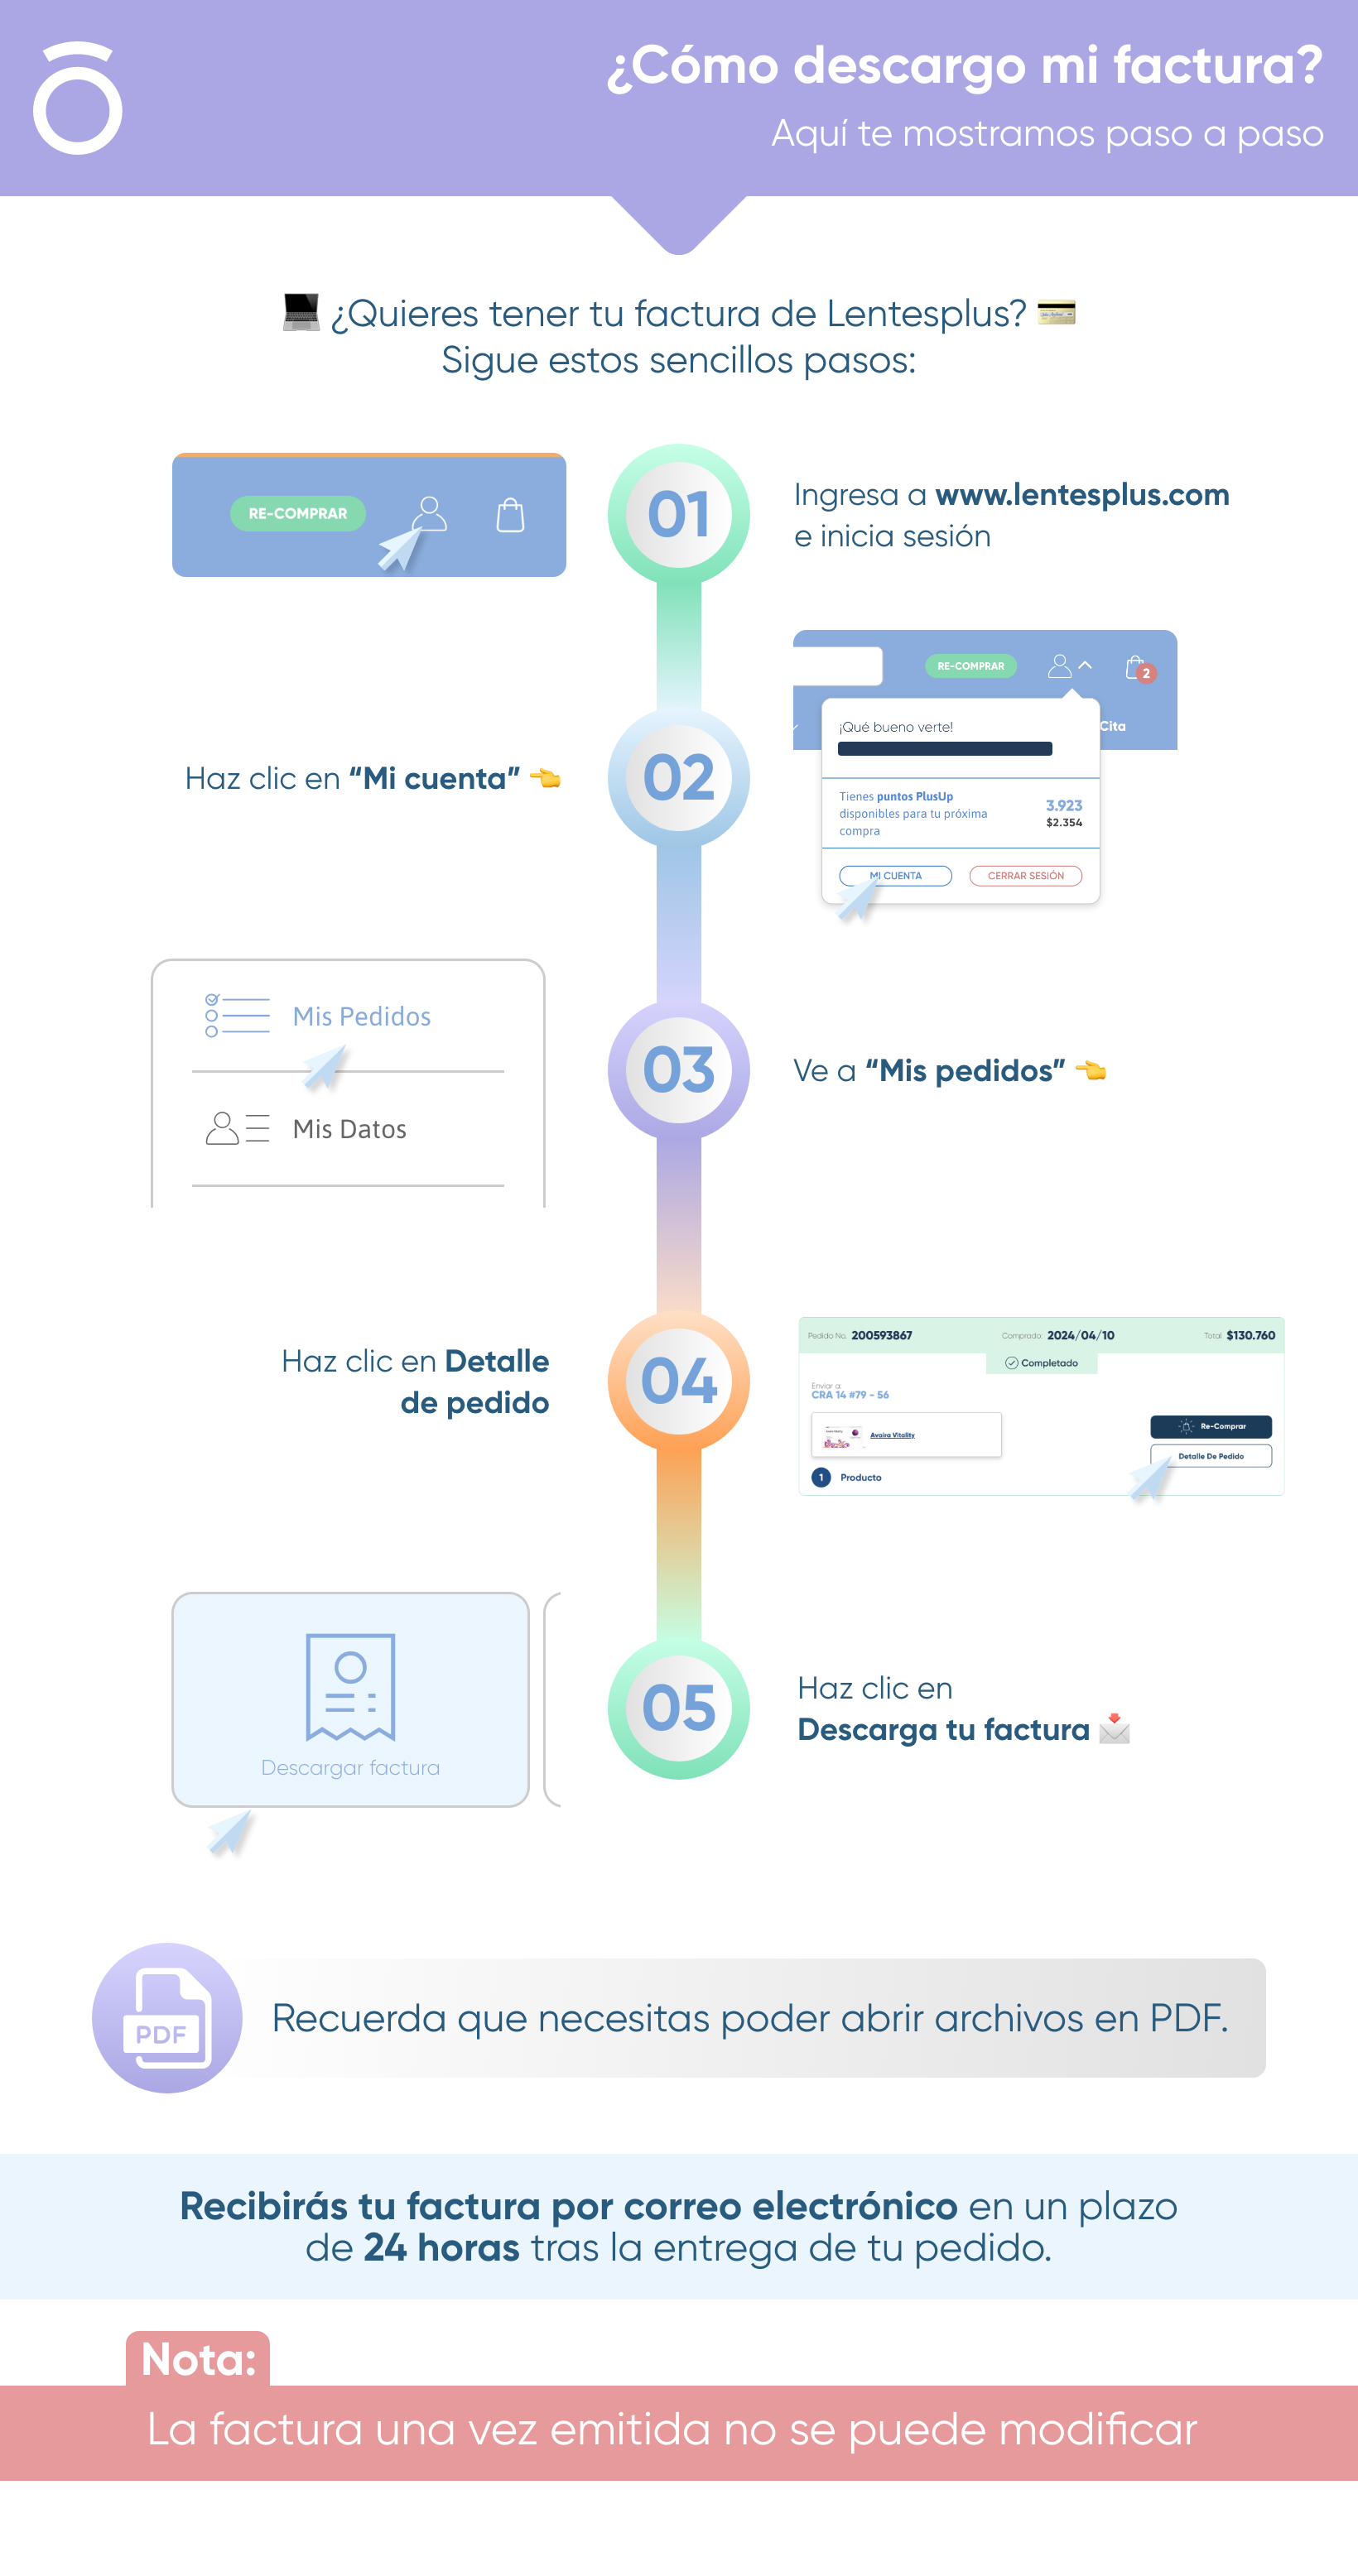 ¿Cómo descargo mi factura?
Aquí te mostramos paso a paso
¿Quieres tener tu factura de Lentesplus?
Sigue estos sencillos pasos:
RE-COMPRAR
01
Ingresa a www.lentesplus.com
e inicia sesión
Haz clic en “Mi cuenta”
02
RE-COMPRAR
2
Cita
¡Qué bueno verte!
Tienes puntos PlusUp
disponibles para tu próxima
compra
3.923
$2.354
MI CUENTA
CERRAR SESIÓN
Mis Pedidos
Mis Datos
03
Ve a “Mis pedidos”
Haz clic en Detalle
de pedido
04
Pedido No. 200593867
Comprado: 2024/04/10
Total $130.760
Completado
Enviar a:
CRA 14 #79 - 56
Avaira Vitality
Re-Comprar
Detalle De Pedido
1 Producto
Descargar factura
05
Haz clic en
Descarga tu factura
PDF
Recuerda que necesitas poder abrir archivos en PDF.
Recibirás tu factura por correo electrónico en un plazo
de 24 horas tras la entrega de tu pedido.
Nota:
La factura una vez emitida no se puede modificar